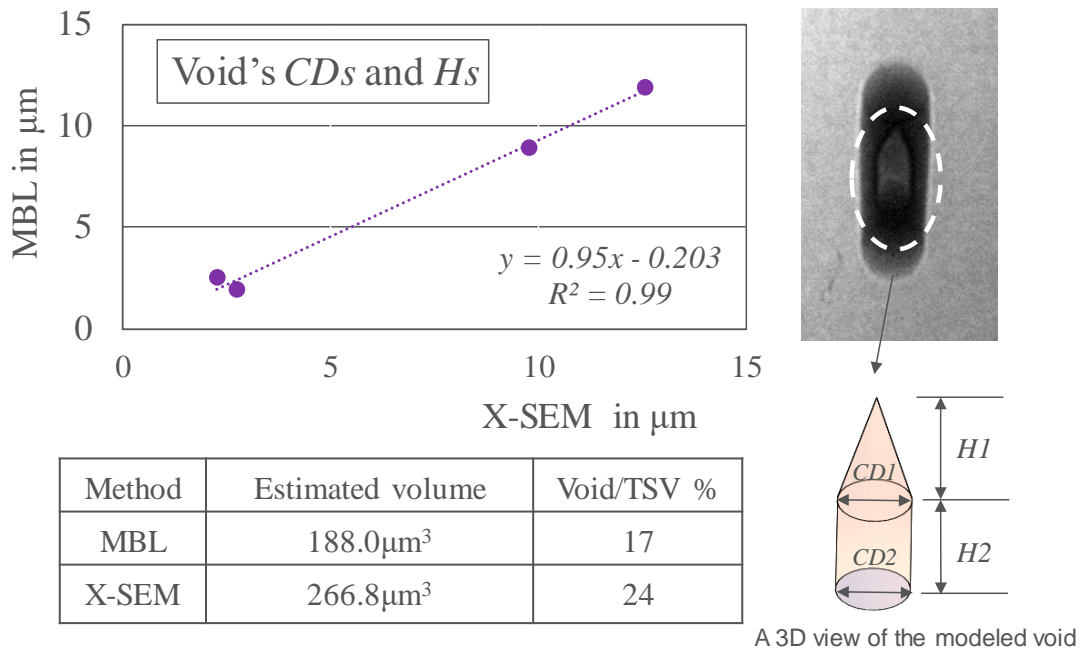 15
10
5
0
MBL in μm
Void's CDs and Hs
y = 0.95x - 0.203
R² = 0.99
0 5 10 15
X-SEM in μm
Method Estimated volume Void/TSV %
MBL 188.0μm³ 17
X-SEM 266.8μm³ 24
CD1
H1
CD2
H2
A 3D view of the modeled void